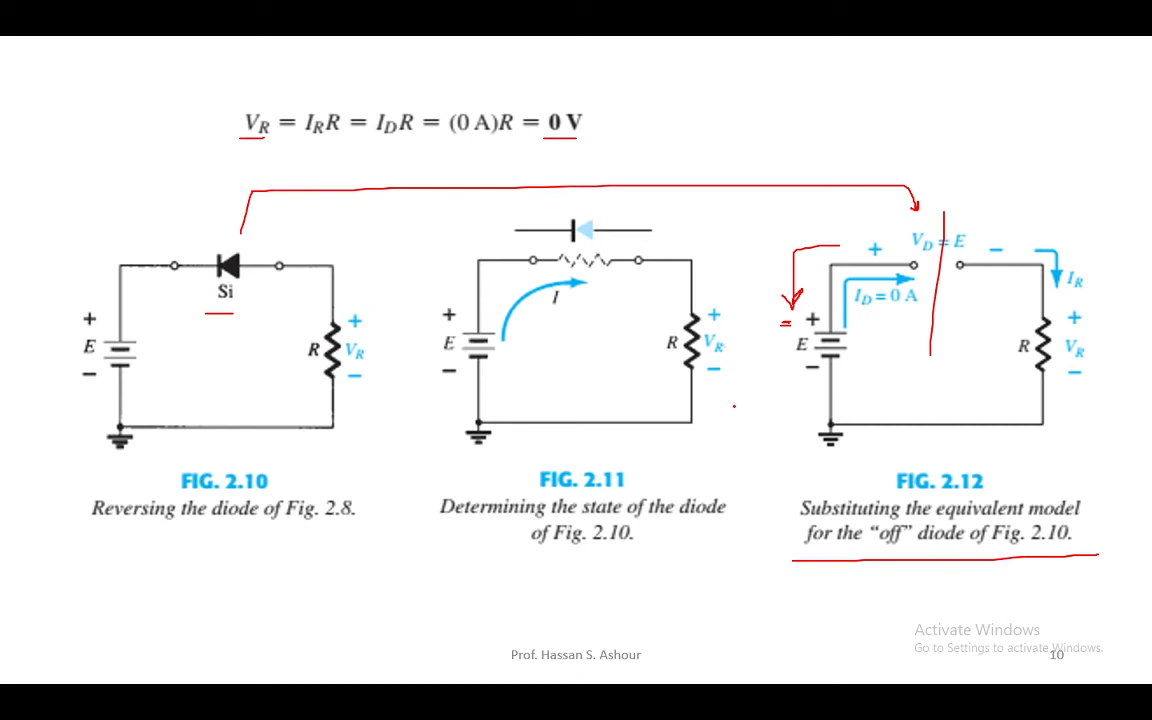 V_R = I_R R = I_D R = (0 A)R = 0 V
+ V_D = E −
Si
I
I_D = 0 A
I_R
+
E
−
R
+
V_R
−
+
E
−
R
+
V_R
−
=
+
E
−
R
+
V_R
−
FIG. 2.10
Reversing the diode of Fig. 2.8.
FIG. 2.11
Determining the state of the diode
of Fig. 2.10.
FIG. 2.12
Substituting the equivalent model
for the “off” diode of Fig. 2.10.
Activate Windows
Go to Settings to activate Windows.
Prof. Hassan S. Ashour
10